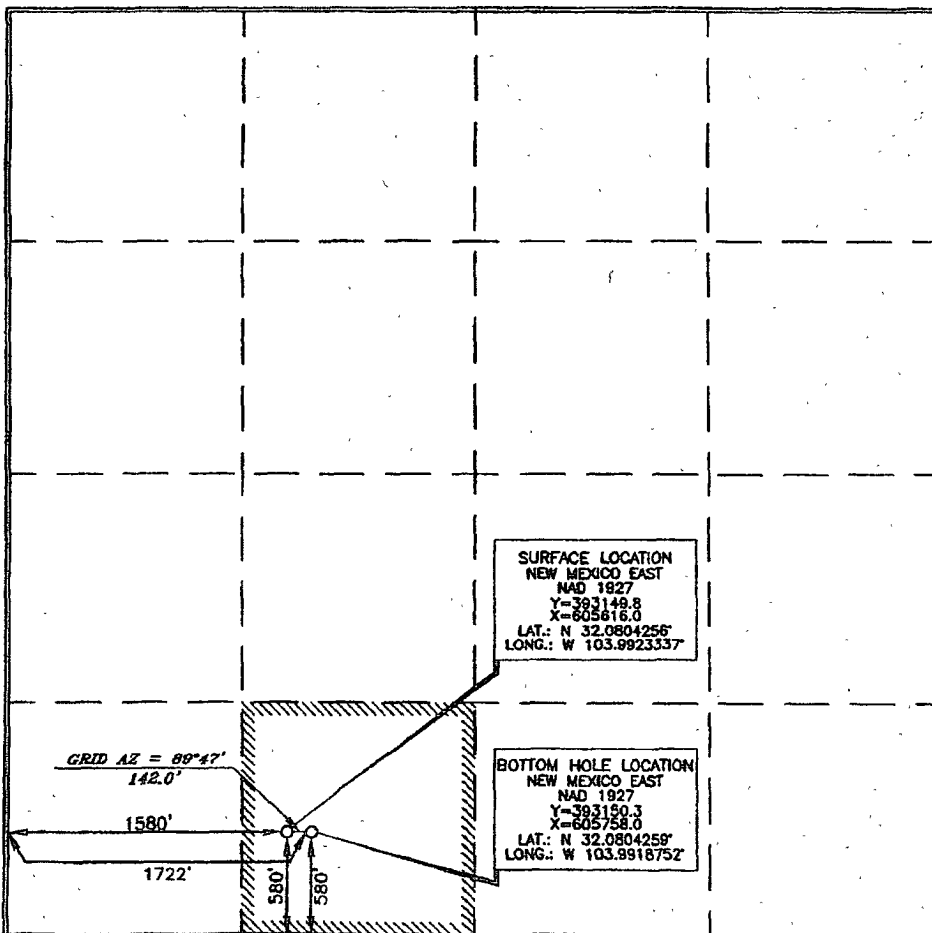 SURFACE LOCATION
NEW MEXICO EAST
NAD 1927
Y=393149.8
X=605616.0
LAT.: N 32.0804256°
LONG.: W 103.9923337°
GRID AZ = 89°47'
142.0'
1580'
1722'
580'
580'
BOTTOM HOLE LOCATION
NEW MEXICO EAST
NAD 1927
Y=393150.3
X=605758.0
LAT.: N 32.0804259°
LONG.: W 103.9918752°